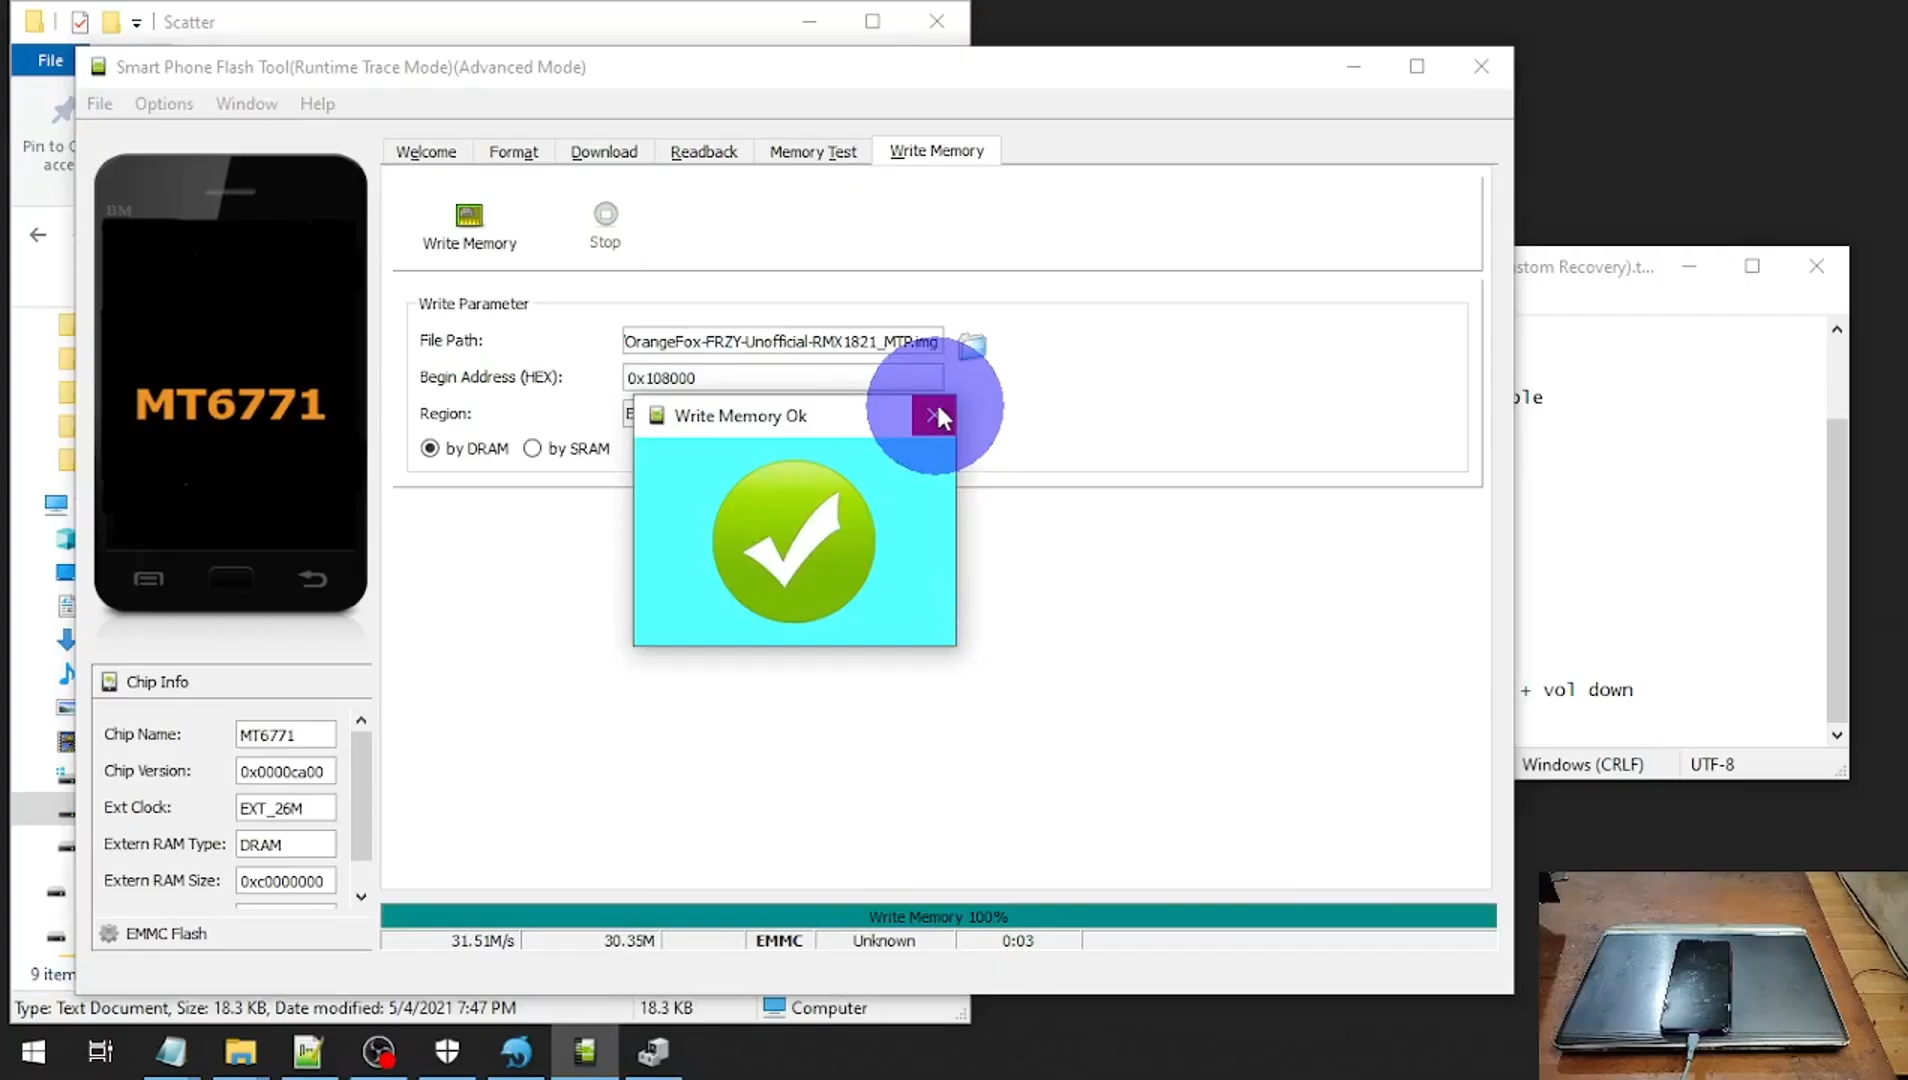 Scatter
File
Smart Phone Flash Tool(Runtime Trace Mode)(Advanced Mode)
File Options Window Help
Pin to
acce
Welcome Format Download Readback Memory Test Write Memory
BM
Write Memory
Stop
Write Parameter
File Path:
OrangeFox-FRZY-Unofficial-RMX1821_MTP.img
Begin Address (HEX):
0x108000
Region:
E
by DRAM by SRAM
Write Memory Ok
MT6771
stom Recovery).t...
ble
+ vol down
Windows (CRLF) UTF-8
Chip Info
Chip Name: MT6771
Chip Version: 0x0000ca00
Ext Clock: EXT_26M
Extern RAM Type: DRAM
Extern RAM Size: 0xc0000000
EMMC Flash
Write Memory 100%
31.51M/s 30.35M EMMC Unknown 0:03
9 item
Type: Text Document, Size: 18.3 KB, Date modified: 5/4/2021 7:47 PM 18.3 KB Computer